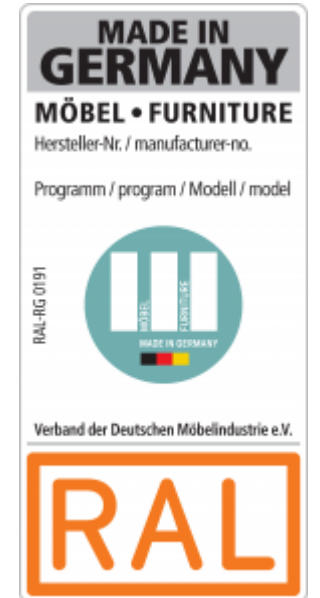 MADE IN
GERMANY
MÖBEL • FURNITURE
Hersteller-Nr. / manufacturer-no.
Programm / program / Modell / model
RAL-RG 0191
MÖBEL
FURNITURE
MADE IN GERMANY
Verband der Deutschen Möbelindustrie e.V.
RAL